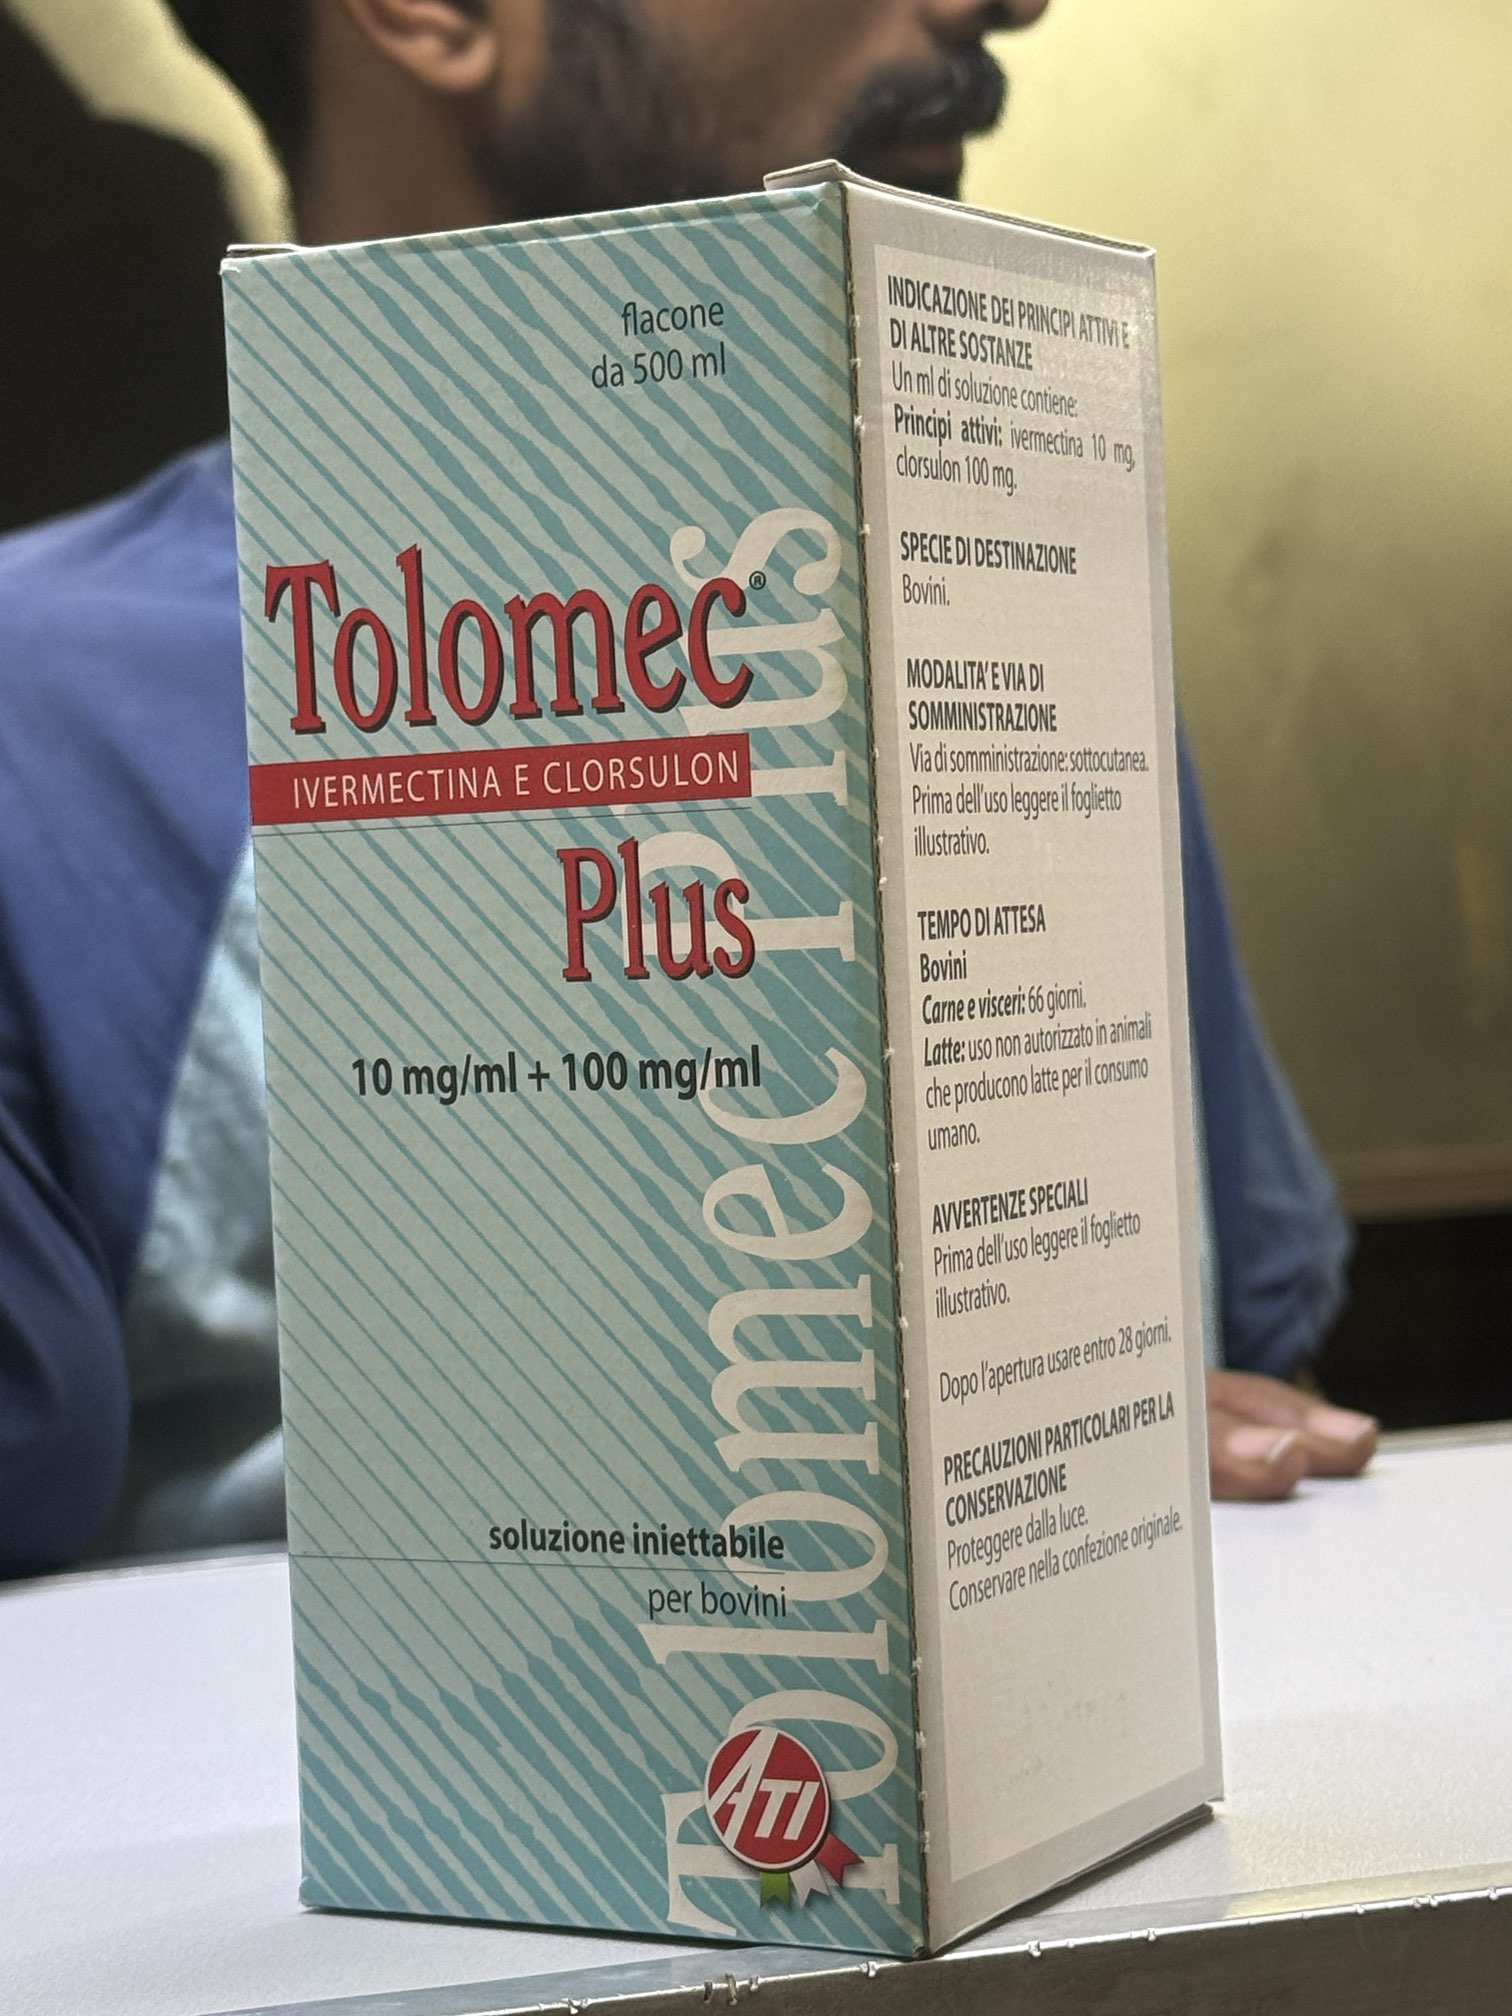 flacone
da 500 ml
Tolomec®
IVERMECTINA E CLORSULON
Plus
10 mg/ml + 100 mg/ml
soluzione iniettabile
per bovini
Tolomec Plus
ATI
INDICAZIONE DEI PRINCIPI ATTIVI E
DI ALTRE SOSTANZE
Un ml di soluzione contiene:
Principi attivi: ivermectina 10 mg,
clorsulon 100 mg.
SPECIE DI DESTINAZIONE
Bovini.
MODALITA' E VIA DI
SOMMINISTRAZIONE
Via di somministrazione: sottocutanea.
Prima dell'uso leggere il foglietto
illustrativo.
TEMPO DI ATTESA
Bovini
Carne e visceri: 66 giorni.
Latte: uso non autorizzato in animali
che producono latte per il consumo
umano.
AVVERTENZE SPECIALI
Prima dell'uso leggere il foglietto
illustrativo.
Dopo l'apertura usare entro 28 giorni.
PRECAUZIONI PARTICOLARI PER LA
CONSERVAZIONE
Proteggere dalla luce.
Conservare nella confezione originale.